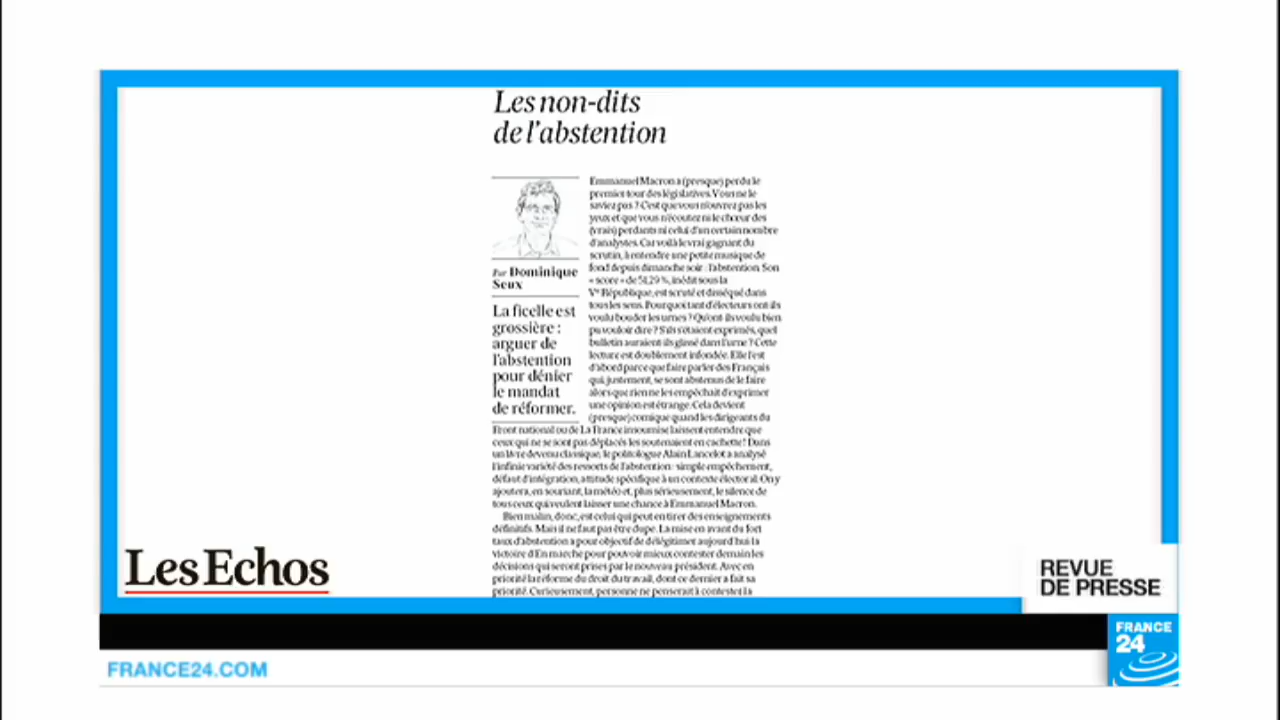 Les non-dits
de l'abstention
Par Dominique
Seux
La ficelle est
grossière :
arguer de
l'abstention
pour dénier
le mandat
de réformer.
Emmanuel Macron a (presque) perdu le
premier tour des législatives. Vous ne le
saviez pas ? C'est que vous n'ouvrez pas les
yeux et que vous n'écoutez ni le chœur des
(vrais) perdants ni celui d'un certain nombre
d'analystes. Car voilà le vrai gagnant du
scrutin, à entendre une petite musique de
fond depuis dimanche soir : l'abstention. Son
« score » de 51,29 %, inédit sous la
Ve République, est scruté et disséqué dans
tous les sens. Pourquoi tant d'électeurs ont-ils
voulu bouder les urnes ? Qu'ont-ils voulu bien
pu vouloir dire ? S'ils s'étaient exprimés, quel
bulletin auraient-ils glissé dans l'urne ? Cette
lecture est doublement infondée. Elle l'est
d'abord parce que faire parler des Français
qui, justement, se sont abstenus de le faire
alors que rien ne les empêchait d'exprimer
une opinion est étrange. Cela devient
(presque) comique quand les dirigeants du
Front national ou de La France insoumise laissent entendre que
ceux qui ne se sont pas déplacés les soutenaient en cachette ! Dans
un livre devenu classique, le politologue Alain Lancelot a analysé
l'infinie variété des ressorts de l'abstention : simple empêchement,
défaut d'intégration, attitude spécifique à un contexte électoral. On y
ajoutera, en souriant, la météo et, plus sérieusement, le silence de
tous ceux qui veulent laisser une chance à Emmanuel Macron.
Bien malin, donc, est celui qui peut en tirer des enseignements
définitifs. Mais il ne faut pas être dupe. La mise en avant du fort
taux d'abstention a pour objectif de délégitimer aujourd'hui la
victoire d'En marche pour pouvoir mieux contester demain les
décisions qui seront prises par le nouveau président. Avec en
priorité la réforme du droit du travail, dont ce dernier a fait sa
priorité. Curieusement, personne ne penserait à contester la
Les Echos
REVUE
DE PRESSE
FRANCE
24
FRANCE24.COM